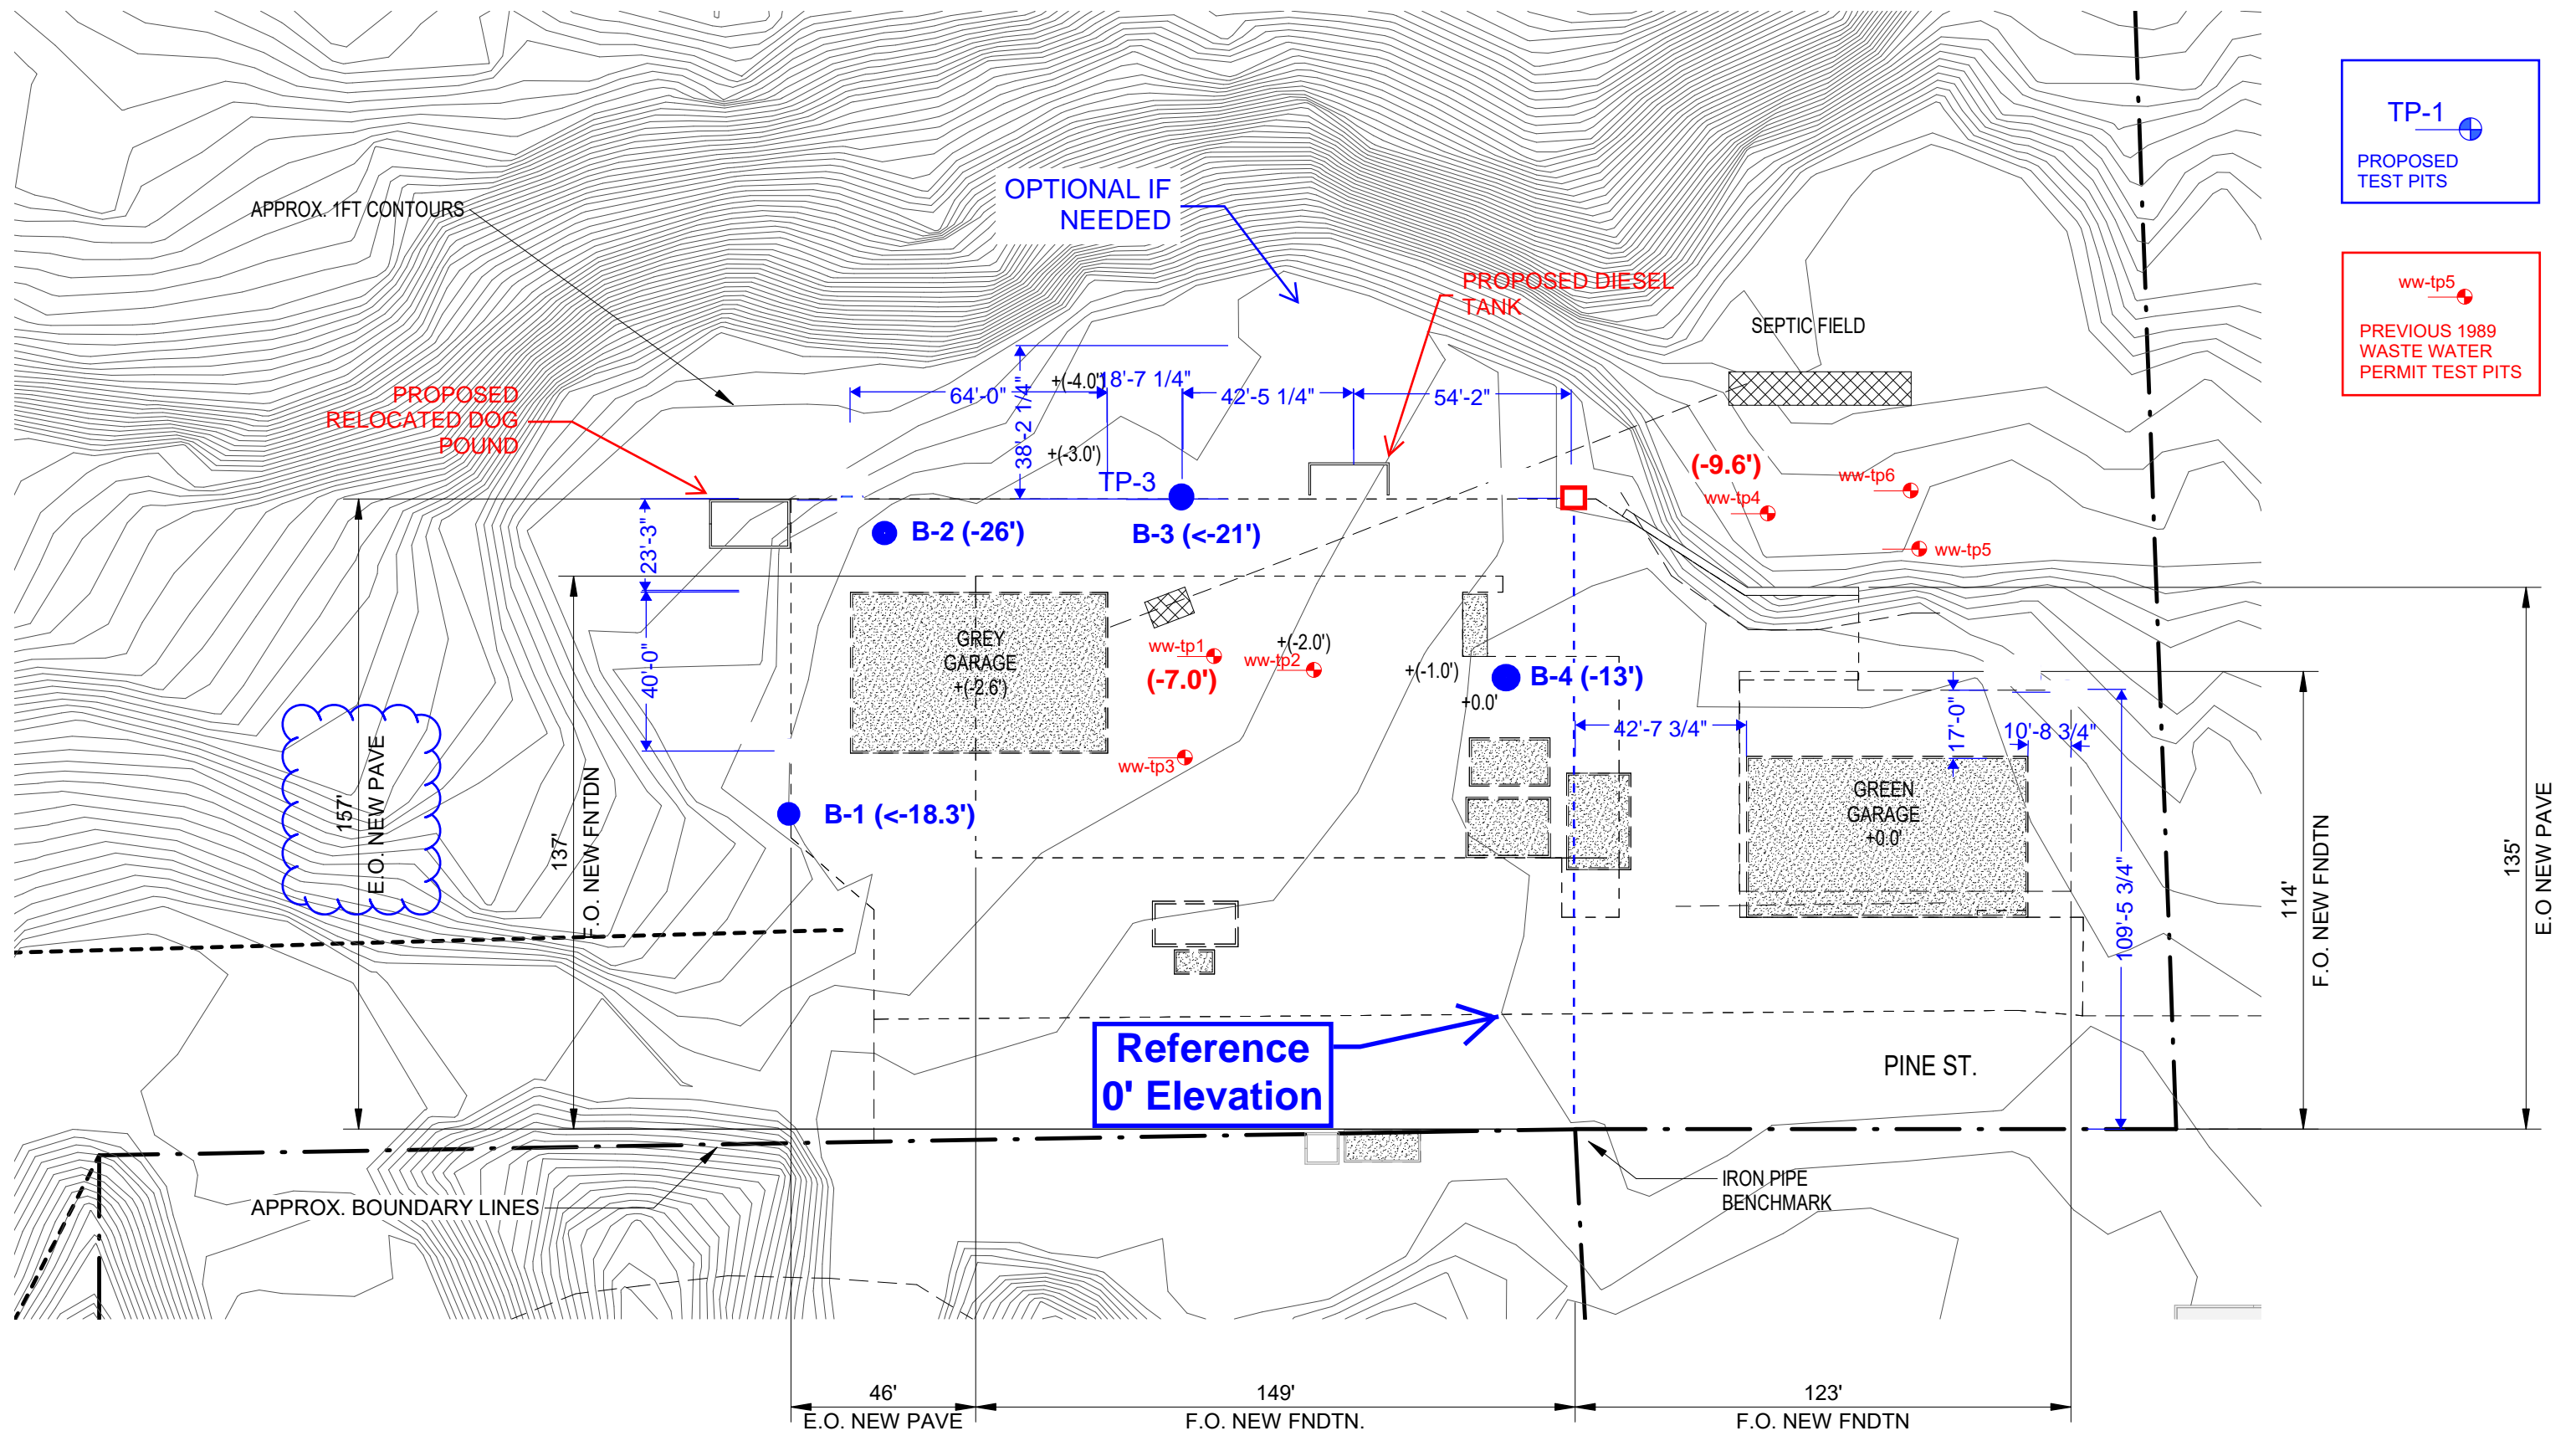 TP-1
PROPOSED
TEST PITS
ww-tp5
PREVIOUS 1989
WASTE WATER
PERMIT TEST PITS
APPROX. 1FT CONTOURS
OPTIONAL IF
NEEDED
PROPOSED DIESEL
TANK
SEPTIC FIELD
PROPOSED
RELOCATED DOG
POUND
64'-0"
38'-2 1/4"
+(-4.0')
18'-7 1/4"
42'-5 1/4"
54'-2"
+(-3.0')
TP-3
(-9.6')
ww-tp4
ww-tp6
ww-tp5
23'-3"
B-2 (-26')
B-3 (<-21')
40'-0"
GREY
GARAGE
+(-2.6')
ww-tp1
(-7.0')
ww-tp2
+(-2.0')
+(-1.0')
+0.0'
B-4 (-13')
42'-7 3/4"
17'-0"
10'-8 3/4"
ww-tp3
GREEN
GARAGE
+0.0'
B-1 (<-18.3')
157'
E.O. NEW PAVE
137'
F.O. NEW FNTDN
109'-5 3/4"
114'
F.O. NEW FNDTN
135'
E.O NEW PAVE
Reference
0' Elevation
PINE ST.
IRON PIPE
BENCHMARK
APPROX. BOUNDARY LINES
46'
E.O. NEW PAVE
149'
F.O. NEW FNDTN.
123'
F.O. NEW FNDTN